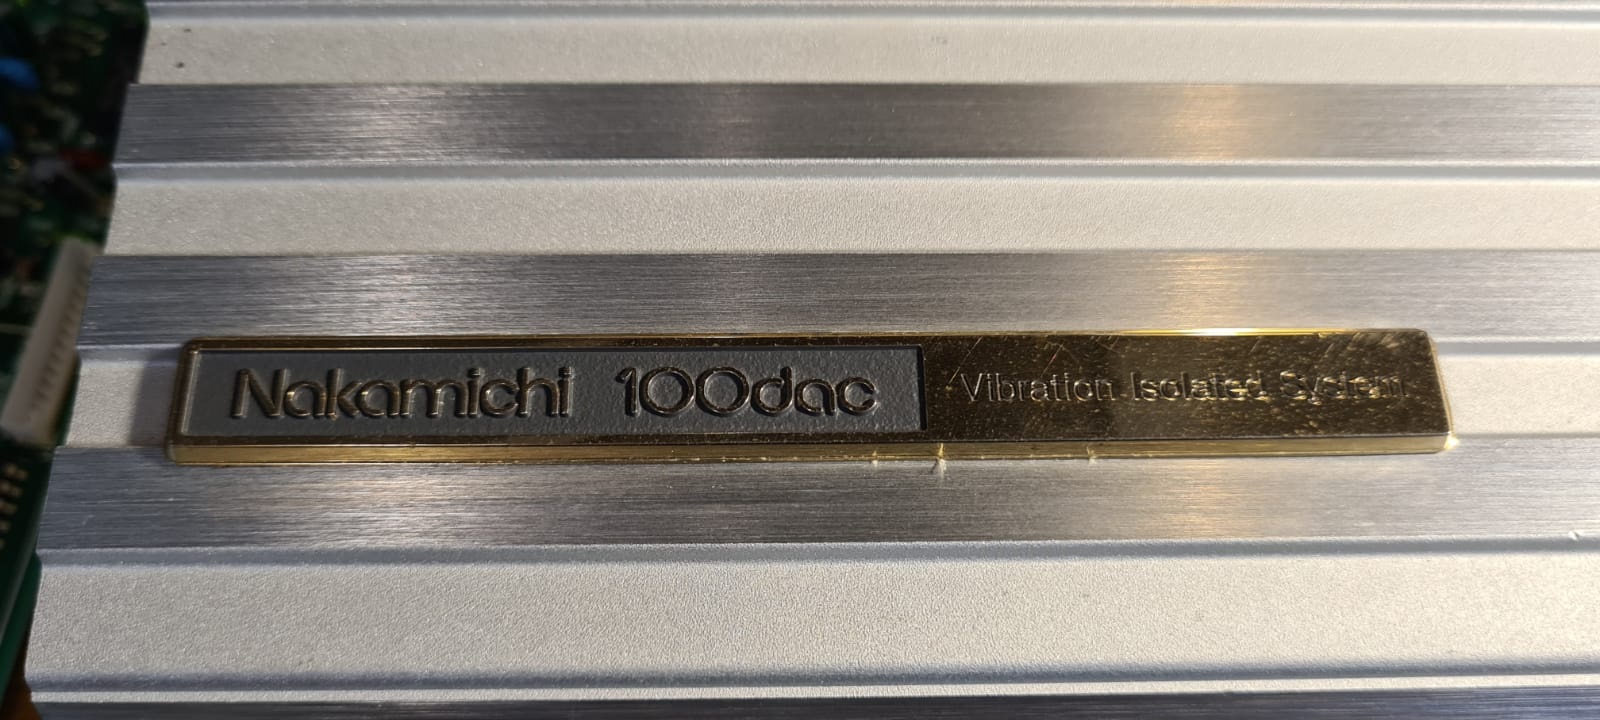 Nakamichi 100dac Vibration Isolated System